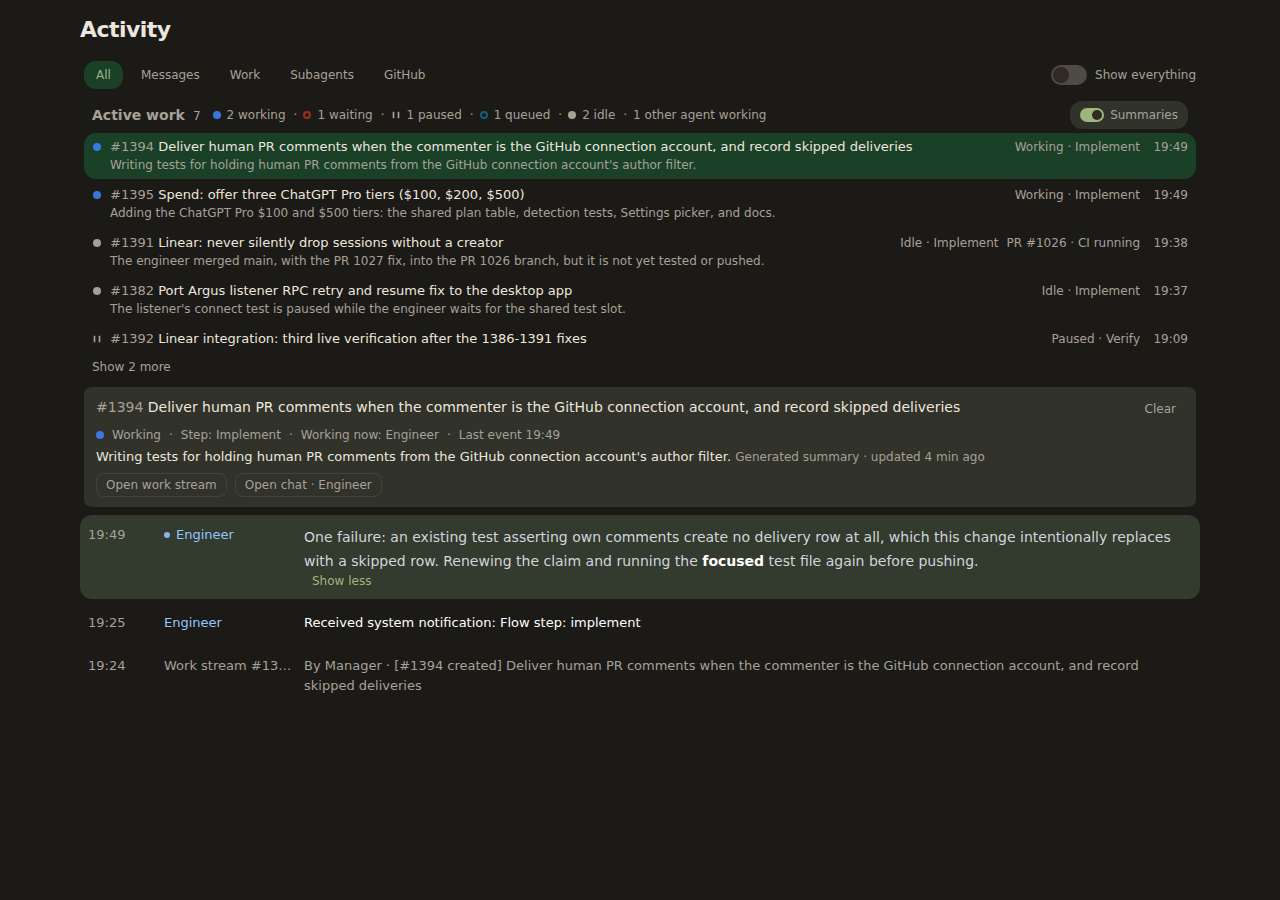 Activity
All Messages Work Subagents GitHub Show everything
Active work 7 2 working · 1 waiting · 1 paused · 1 queued · 2 idle · 1 other agent working Summaries
#1394 Deliver human PR comments when the commenter is the GitHub connection account, and record skipped deliveries Working · Implement 19:49
Writing tests for holding human PR comments from the GitHub connection account's author filter.
#1395 Spend: offer three ChatGPT Pro tiers ($100, $200, $500) Working · Implement 19:49
Adding the ChatGPT Pro $100 and $500 tiers: the shared plan table, detection tests, Settings picker, and docs.
#1391 Linear: never silently drop sessions without a creator Idle · Implement PR #1026 · CI running 19:38
The engineer merged main, with the PR 1027 fix, into the PR 1026 branch, but it is not yet tested or pushed.
#1382 Port Argus listener RPC retry and resume fix to the desktop app Idle · Implement 19:37
The listener's connect test is paused while the engineer waits for the shared test slot.
#1392 Linear integration: third live verification after the 1386-1391 fixes Paused · Verify 19:09
Show 2 more
#1394 Deliver human PR comments when the commenter is the GitHub connection account, and record skipped deliveries Clear
Working · Step: Implement · Working now: Engineer · Last event 19:49
Writing tests for holding human PR comments from the GitHub connection account's author filter. Generated summary · updated 4 min ago
Open work stream Open chat · Engineer
19:49 Engineer One failure: an existing test asserting own comments create no delivery row at all, which this change intentionally replaces
with a skipped row. Renewing the claim and running the focused test file again before pushing.
Show less
19:25 Engineer Received system notification: Flow step: implement
19:24 Work stream #13… By Manager · [#1394 created] Deliver human PR comments when the commenter is the GitHub connection account, and record
skipped deliveries